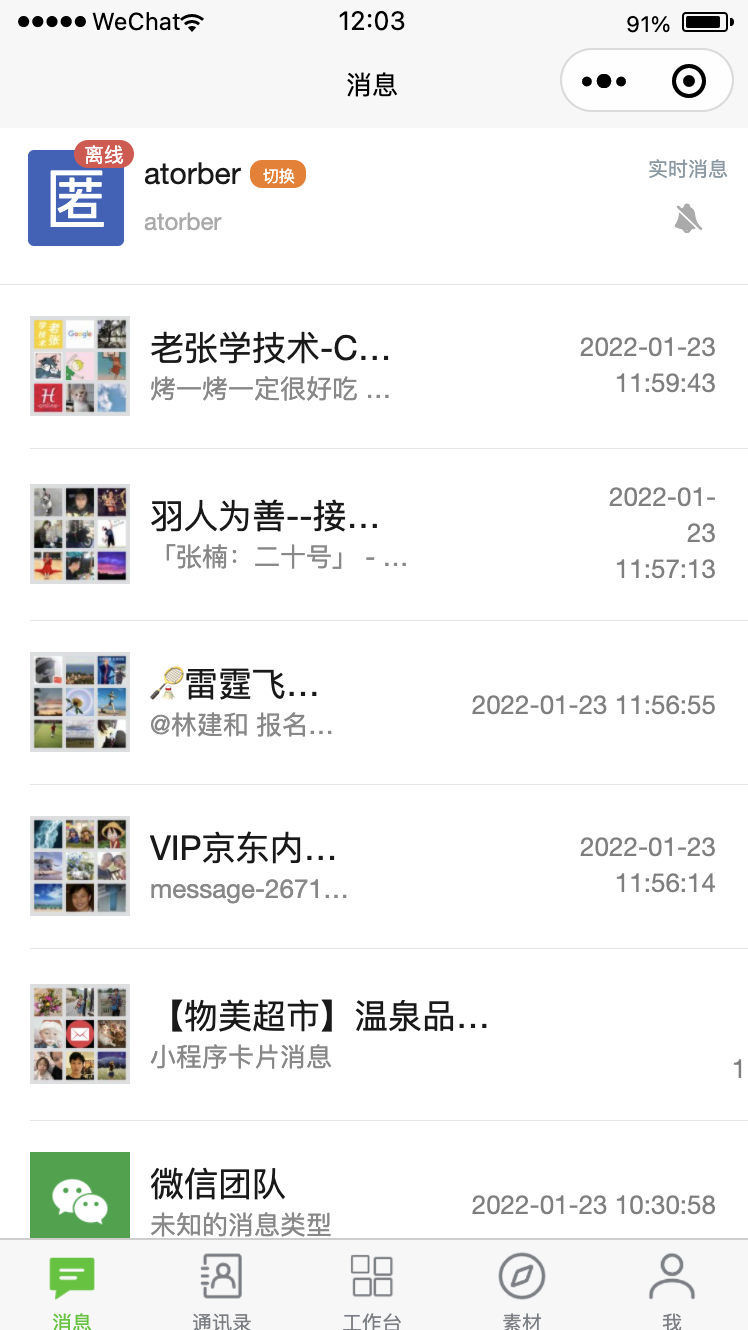 WeChat 12:03 91%
消息
离线
匿
atorber 切换
实时消息
atorber
老张学技术-C...
2022-01-23
11:59:43
烤一烤一定很好吃 ...
羽人为善--接...
2022-01-
23
11:57:13
「张楠：二十号」 - ...
🏸雷霆飞...
2022-01-23 11:56:55
@林建和 报名...
VIP京东内...
2022-01-23
11:56:14
message-2671...
【物美超市】温泉品...
小程序卡片消息
1
微信团队
2022-01-23 10:30:58
未知的消息类型
消息 通讯录 工作台 素材 我